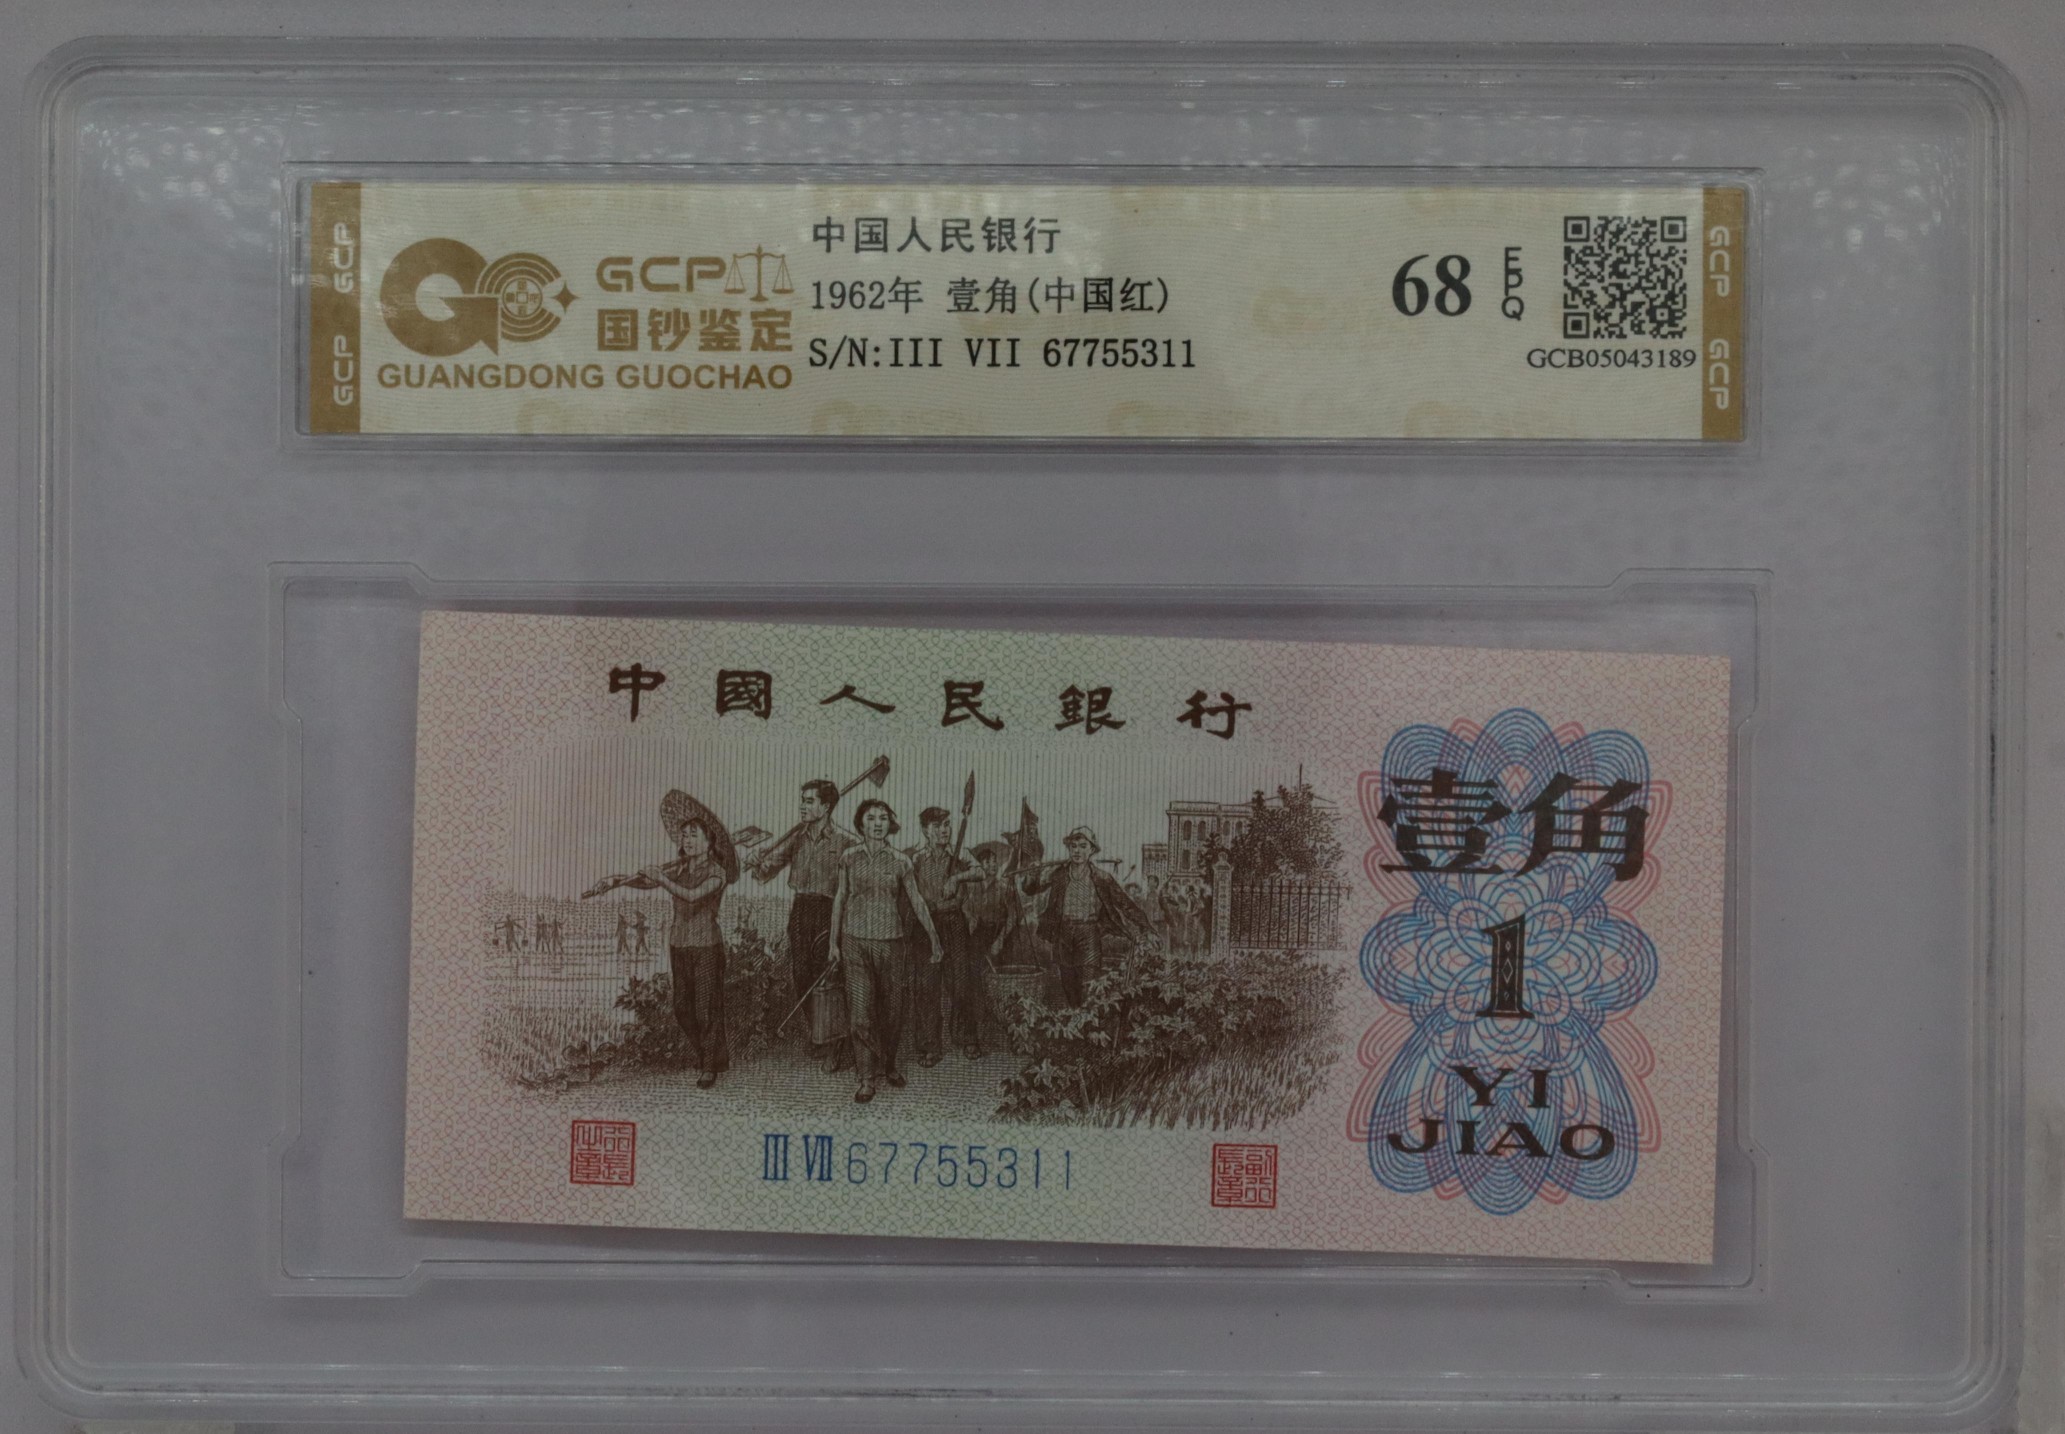 GCP GCP
GCP
国钞鉴定
GUANGDONG GUOCHAO
中国人民银行
1962年 壹角(中国红)
S/N:III VII 67755311
68 EPQ
GCB05043189
GCP GCP
中國人民銀行
壹角
1
YI
JIAO
III VII 67755311